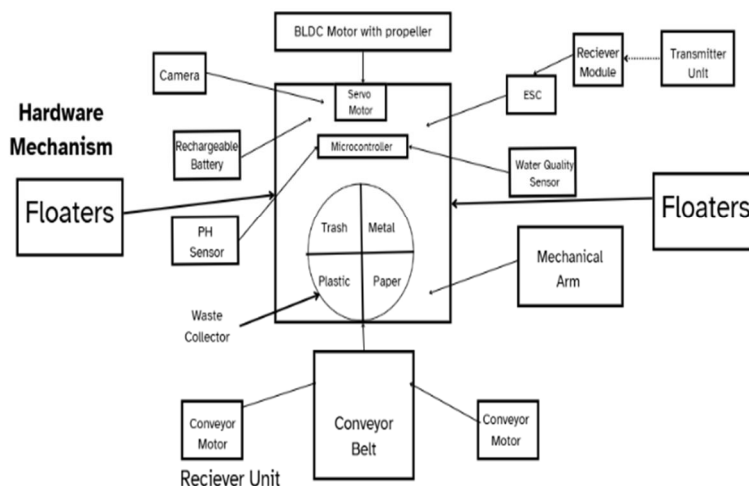 BLDC Motor with propeller
Reciever
Module
Transmitter
Unit
Camera
Servo
Motor
ESC
Hardware
Mechanism
Rechargeable
Battery
Microcontroller
Water Quality
Sensor
Floaters
Floaters
PH
Sensor
Trash
Metal
Plastic
Paper
Mechanical
Arm
Waste
Collector
Conveyor
Motor
Conveyor
Belt
Conveyor
Motor
Reciever Unit